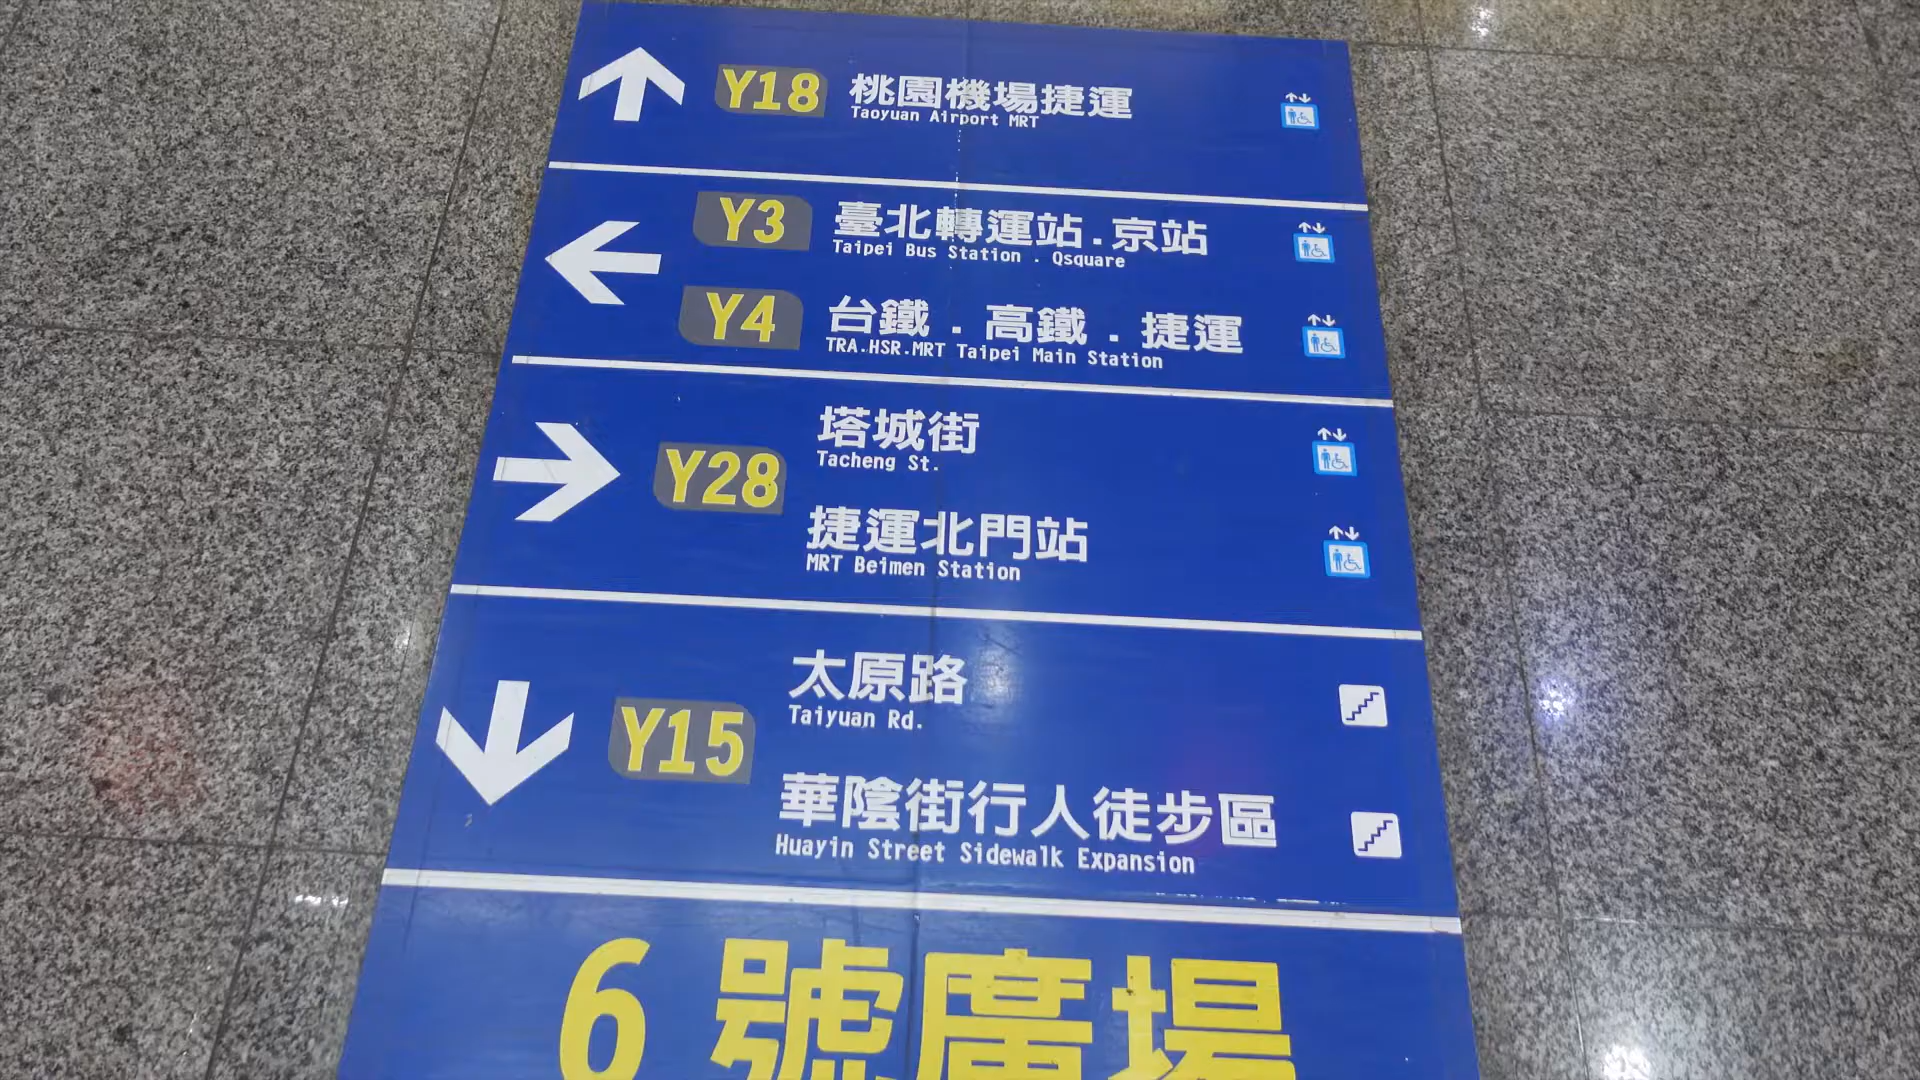 Y18 桃園機場捷運
Taoyuan Airport MRT
Y3 臺北轉運站.京站
Taipei Bus Station . Qsquare
Y4 台鐵.高鐵.捷運
TRA.HSR.MRT Taipei Main Station
塔城街
Tacheng St.
Y28
捷運北門站
MRT Beimen Station
太原路
Taiyuan Rd.
Y15
華陰街行人徒步區
Huayin Street Sidewalk Expansion
6 號廣場